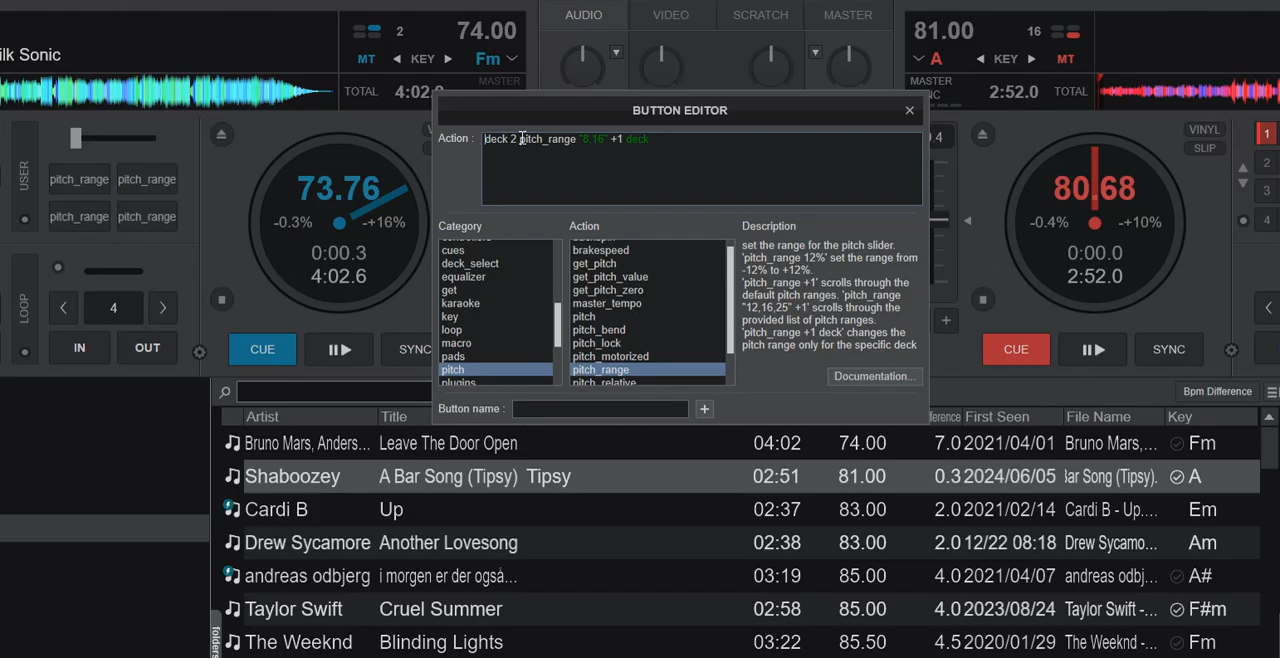 AUDIO VIDEO SCRATCH MASTER
2 74.00
ilk Sonic
MT KEY Fm
MASTER
TOTAL 4:02.
81.00 16
A KEY MT
MASTER
NC
2:52.0 TOTAL
BUTTON EDITOR
Action : deck 2 pitch_range "8,16" +1 deck
USER
pitch_range pitch_range
pitch_range pitch_range
73.76
-0.3% -+16%
0:00.3
4:02.6
VINYL
SLIP
80.68
-0.4% -+10%
0:00.0
2:52.0
1
2
3
4
Category Action Description
cues
deck_select
equalizer
get
karaoke
key
loop
macro
pads
pitch
plugins
brakespeed
get_pitch
get_pitch_value
get_pitch_zero
master_tempo
pitch
pitch_bend
pitch_lock
pitch_motorized
pitch_range
pitch_relative
set the range for the pitch slider.
'pitch_range 12%' set the range from
-12% to +12%.
'pitch_range +1' scrolls through the
default pitch ranges. 'pitch_range
"12,16,25" +1' scrolls through the
provided list of pitch ranges.
'pitch_range +1 deck' changes the
pitch range only for the specific deck
Documentation...
Button name :
LOOP
4
IN OUT
CUE SYNC
CUE SYNC
Bpm Difference
Artist Title ference First Seen File Name Key
Bruno Mars, Anders... Leave The Door Open 04:02 74.00 7.0 2021/04/01 Bruno Mars,... Fm
Shaboozey A Bar Song (Tipsy) Tipsy 02:51 81.00 0.3 2024/06/05 Bar Song (Tipsy). A
Cardi B Up 02:37 83.00 2.0 2021/02/14 Cardi B - Up.... Em
Drew Sycamore Another Lovesong 02:38 83.00 2.0 12/22 08:18 Drew Sycamo... Am
andreas odbjerg i morgen er der også... 03:19 85.00 4.0 2021/04/07 andreas odbj... A#
Taylor Swift Cruel Summer 02:58 85.00 4.0 2023/08/24 Taylor Swift -... F#m
The Weeknd Blinding Lights 03:22 85.50 4.5 2020/01/29 The Weeknd -... Fm
folders